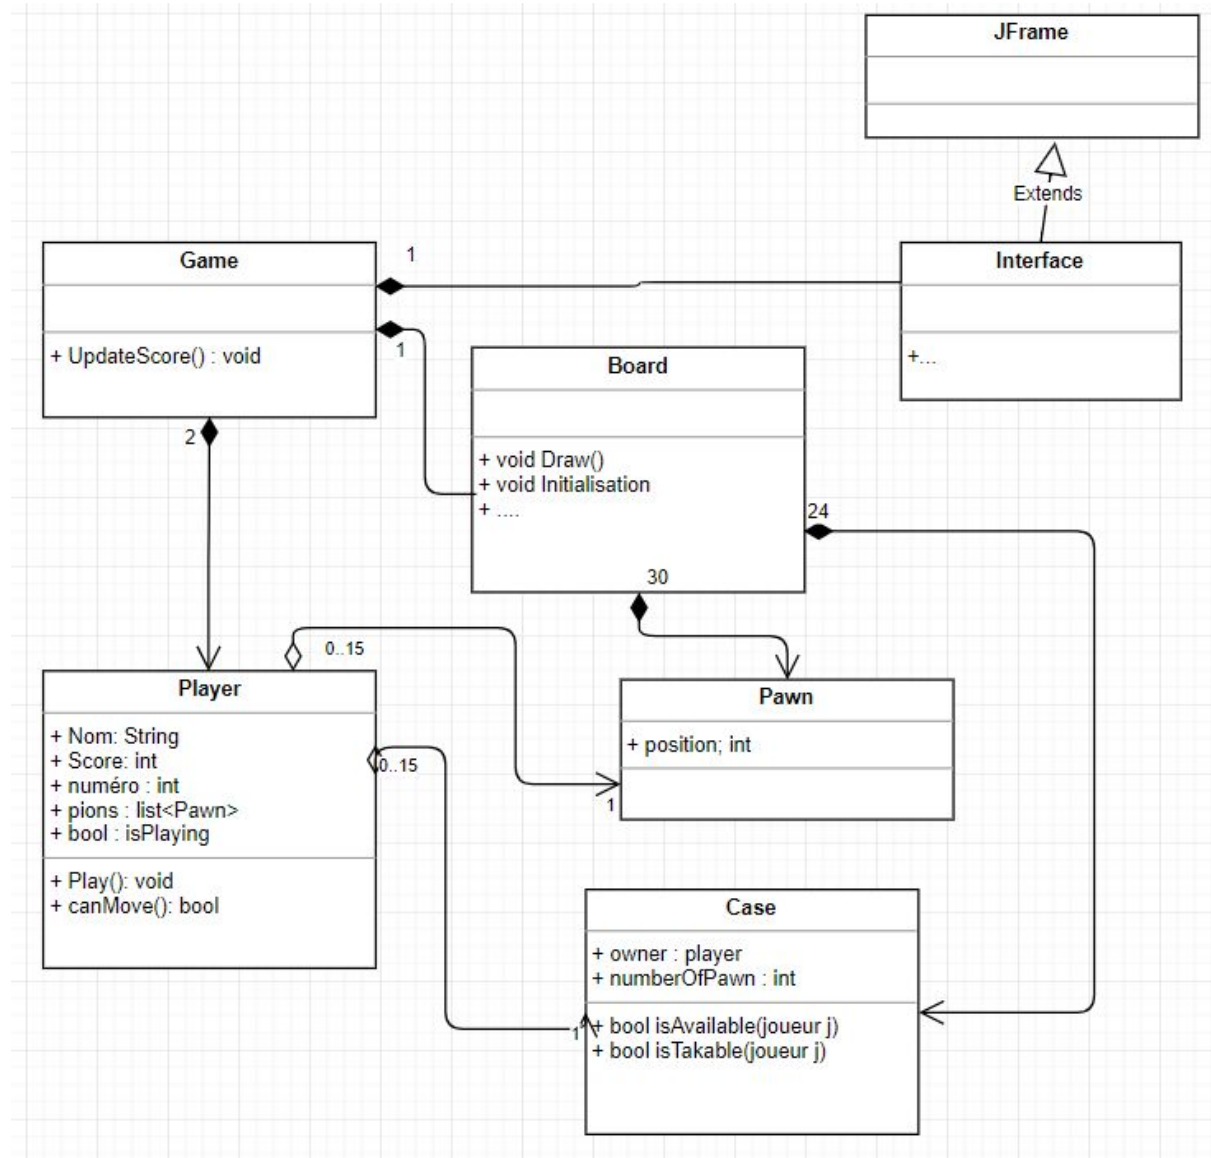 JFrame
Extends
Game
1
Interface
+ UpdateScore() : void
1
+...
Board
2
+ void Draw()
+ void Initialisation
+ ....
24
30
0..15
Player
Pawn
+ Nom: String
+ Score: int
+ numéro : int
+ pions : list<Pawn>
+ bool : isPlaying
0..15
+ position; int
1
+ Play(): void
+ canMove(): bool
Case
+ owner : player
+ numberOfPawn : int
1
+ bool isAvailable(joueur j)
+ bool isTakable(joueur j)